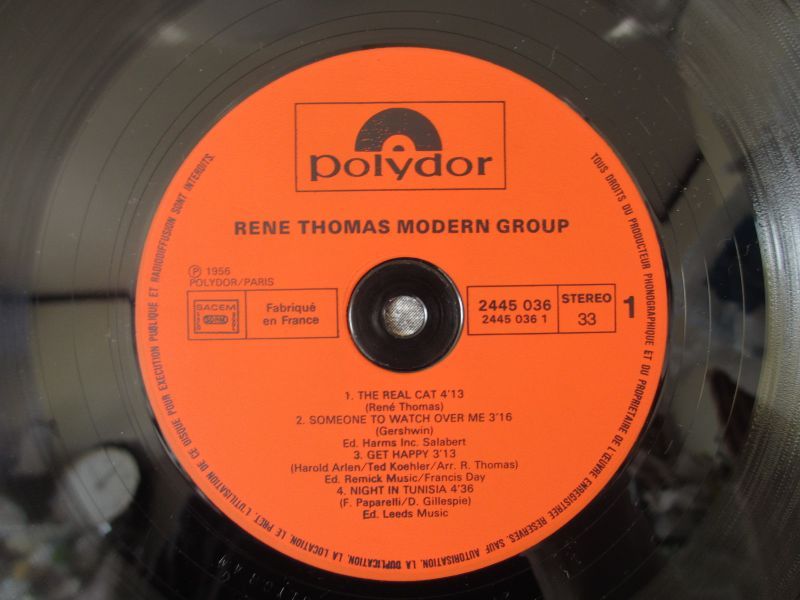 polydor
RENE THOMAS MODERN GROUP
℗ 1956
POLYDOR/PARIS
SACEM
Fabriqué
en France
2445 036
2445 036 1
STEREO
33
1
1. THE REAL CAT 4'13
(René Thomas)
2. SOMEONE TO WATCH OVER ME 3'16
(Gershwin)
Ed. Harms Inc. Salabert
3. GET HAPPY 3'13
(Harold Arlen/Ted Koehler/Arr. R. Thomas)
Ed. Remick Music/Francis Day
4. NIGHT IN TUNISIA 4'36
(F. Paparelli/D. Gillespie)
Ed. Leeds Music
TOUS DROITS DU PRODUCTEUR PHONOGRAPHIQUE ET DU PROPRIETAIRE DE L'ŒUVRE ENREGISTREE RESERVES. SAUF AUTORISATION, LA DUPLICATION, LA LOCATION, LE PRET, L'UTILISATION DE CE DISQUE POUR EXECUTION PUBLIQUE ET RADIODIFFUSION SONT INTERDITS.